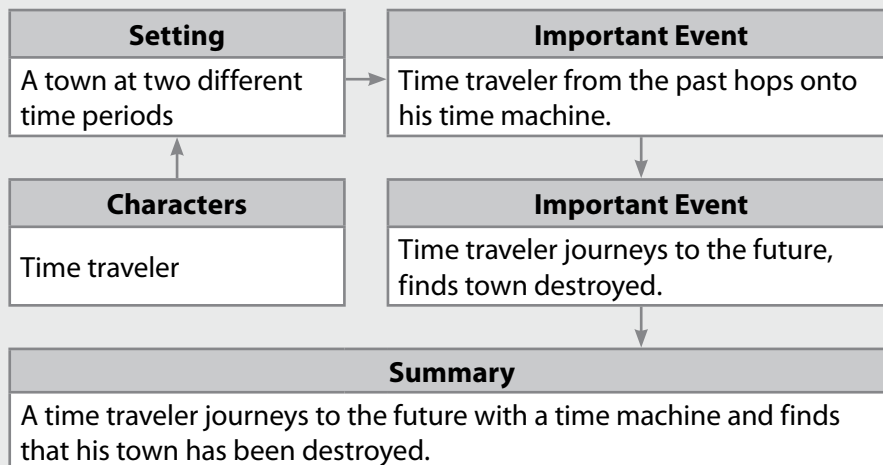 Setting
A town at two different
time periods
Important Event
Time traveler from the past hops onto
his time machine.
Characters
Time traveler
Important Event
Time traveler journeys to the future,
finds town destroyed.
Summary
A time traveler journeys to the future with a time machine and finds
that his town has been destroyed.